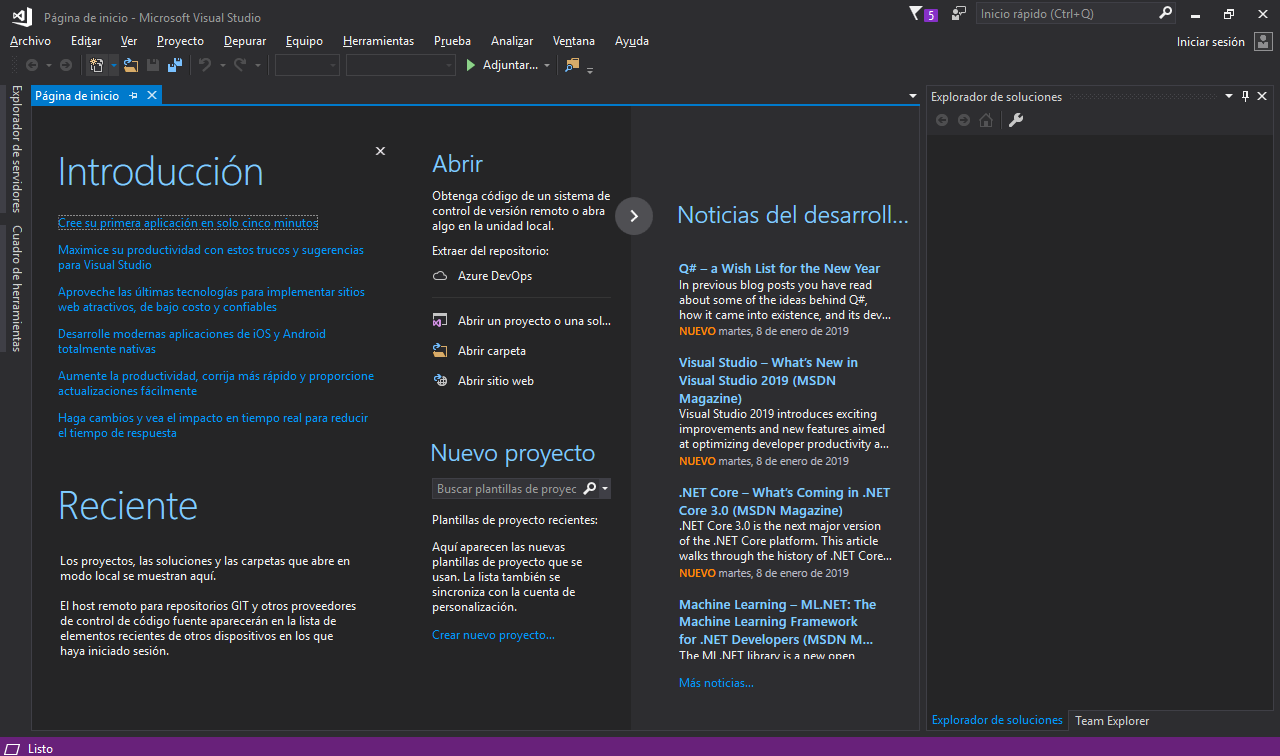 Página de inicio - Microsoft Visual Studio
5
Inicio rápido (Ctrl+Q)
Archivo Editar Ver Proyecto Depurar Equipo Herramientas Prueba Analizar Ventana Ayuda
Iniciar sesión
Adjuntar...
Explorador de servidores
Cuadro de herramientas
Página de inicio
Introducción
Cree su primera aplicación en solo cinco minutos
Maximice su productividad con estos trucos y sugerencias
para Visual Studio
Aproveche las últimas tecnologías para implementar sitios
web atractivos, de bajo costo y confiables
Desarrolle modernas aplicaciones de iOS y Android
totalmente nativas
Aumente la productividad, corrija más rápido y proporcione
actualizaciones fácilmente
Haga cambios y vea el impacto en tiempo real para reducir
el tiempo de respuesta
Reciente
Los proyectos, las soluciones y las carpetas que abre en
modo local se muestran aquí.
El host remoto para repositorios GIT y otros proveedores
de control de código fuente aparecerán en la lista de
elementos recientes de otros dispositivos en los que
haya iniciado sesión.
Abrir
Obtenga código de un sistema de
control de versión remoto o abra
algo en la unidad local.
Extraer del repositorio:
Azure DevOps
Abrir un proyecto o una sol...
Abrir carpeta
Abrir sitio web
Nuevo proyecto
Buscar plantillas de proyec
Plantillas de proyecto recientes:
Aquí aparecen las nuevas
plantillas de proyecto que se
usan. La lista también se
sincroniza con la cuenta de
personalización.
Crear nuevo proyecto...
Noticias del desarroll...
Q# – a Wish List for the New Year
In previous blog posts you have read
about some of the ideas behind Q#,
how it came into existence, and its dev...
NUEVO martes, 8 de enero de 2019
Visual Studio – What's New in
Visual Studio 2019 (MSDN
Magazine)
Visual Studio 2019 introduces exciting
improvements and new features aimed
at optimizing developer productivity a...
NUEVO martes, 8 de enero de 2019
.NET Core – What's Coming in .NET
Core 3.0 (MSDN Magazine)
.NET Core 3.0 is the next major version
of the .NET Core platform. This article
walks through the history of .NET Core...
NUEVO martes, 8 de enero de 2019
Machine Learning – ML.NET: The
Machine Learning Framework
for .NET Developers (MSDN M...
The ML.NET library is a new open
Más noticias...
Explorador de soluciones
Explorador de soluciones Team Explorer
Listo